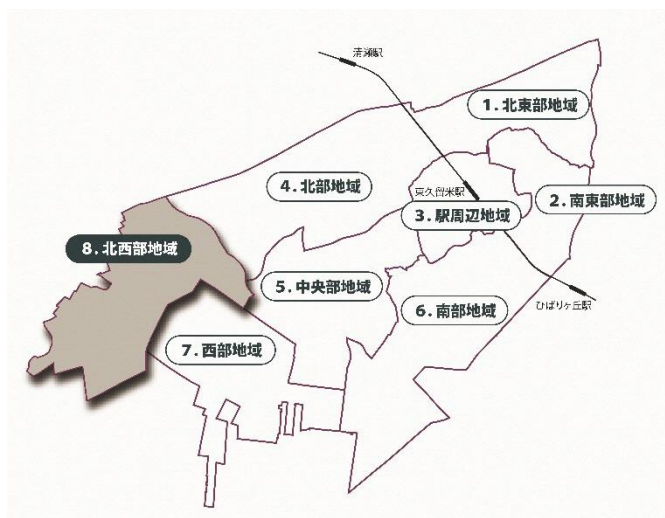 清瀬駅
1.北東部地域
4.北部地域
東久留米駅
2.南東部地域
3.駅周辺地域
8.北西部地域
5.中央部地域
6.南部地域
ひばりヶ丘駅
7.西部地域